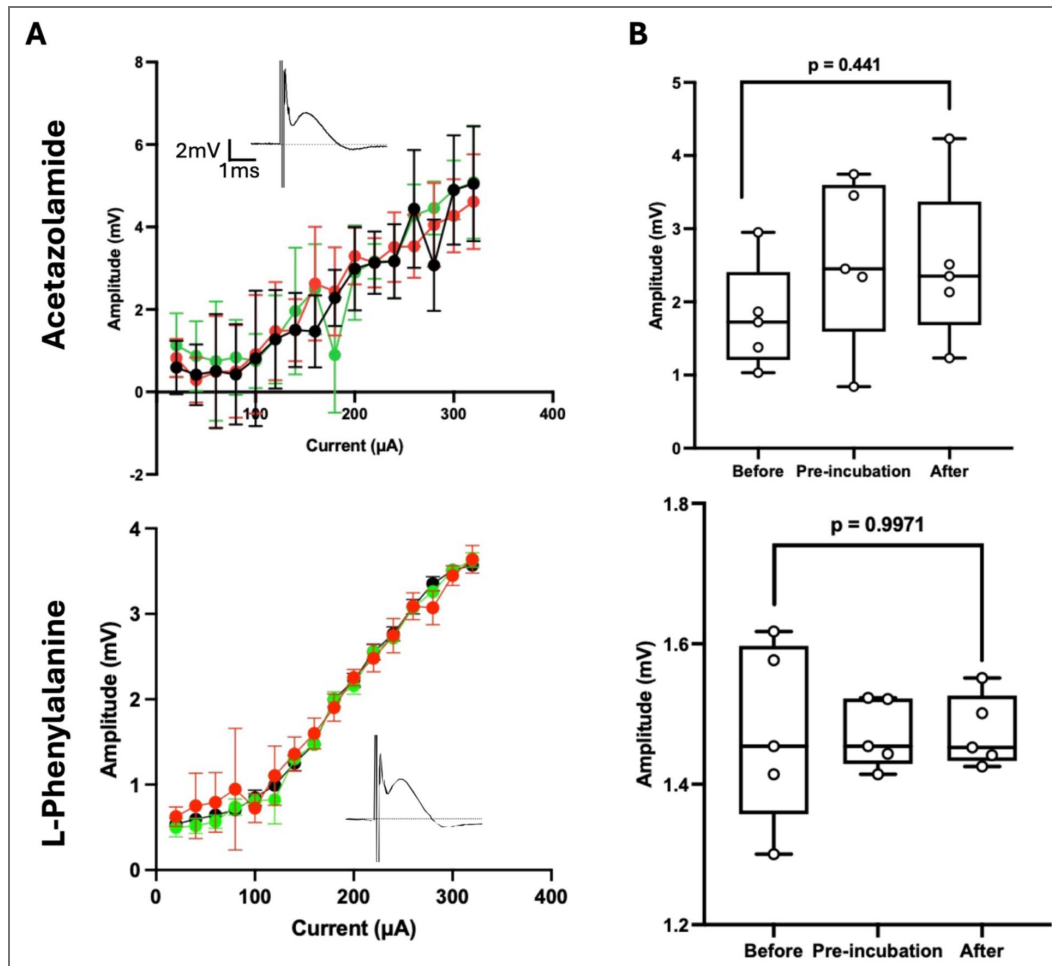 A
B
Acetazolamide
8
6
4
2
0
-2
100
200
300
400
Amplitude (mV)
Current (µA)
2mV
1ms
p = 0.441
5
4
3
2
1
0
Amplitude (mV)
Before
Pre-incubation
After
L-Phenylalanine
4
3
2
1
0
0
100
200
300
400
Amplitude (mV)
Current (µA)
p = 0.9971
1.8
1.6
1.4
1.2
Amplitude (mV)
Before
Pre-incubation
After